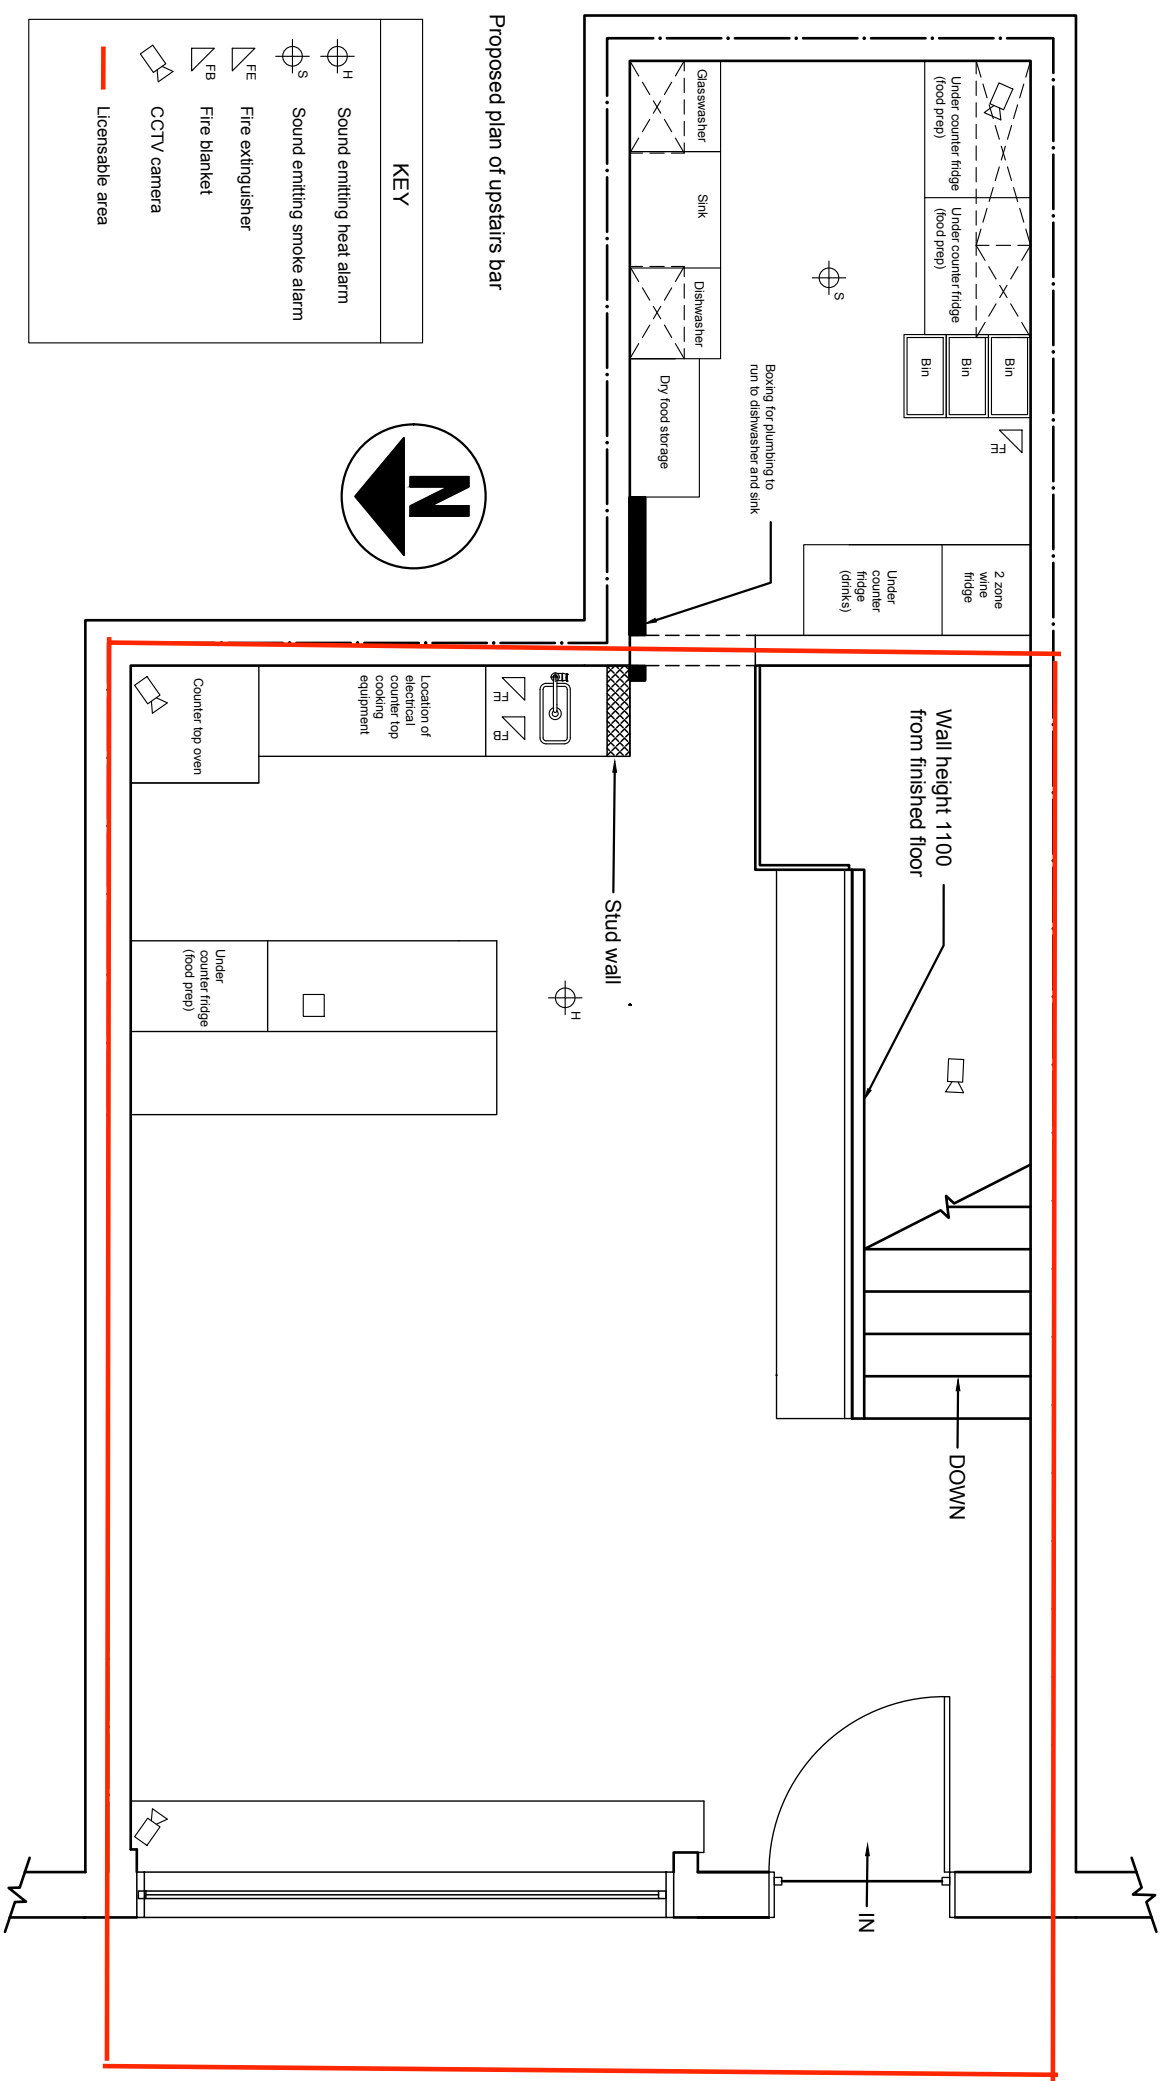 Proposed plan of upstairs bar
KEY
H
Sound emitting heat alarm
S
Sound emitting smoke alarm
FE
Fire extinguisher
FB
Fire blanket
CCTV camera
Licensable area
N
Under counter fridge
(food prep)
Under counter fridge
(food prep)
Bin
Bin
Bin
FE
S
Glasswasher
Sink
Dishwasher
Dry food storage
Boxing for plumbing to
run to dishwasher and sink
2 zone
wine
fridge
Under
counter
fridge
(drinks)
Wall height 1100
from finished floor
Stud wall
FE
FB
Location of
electrical
counter top
cooking
equipment
Counter top oven
Under
counter fridge
(food prep)
H
DOWN
IN